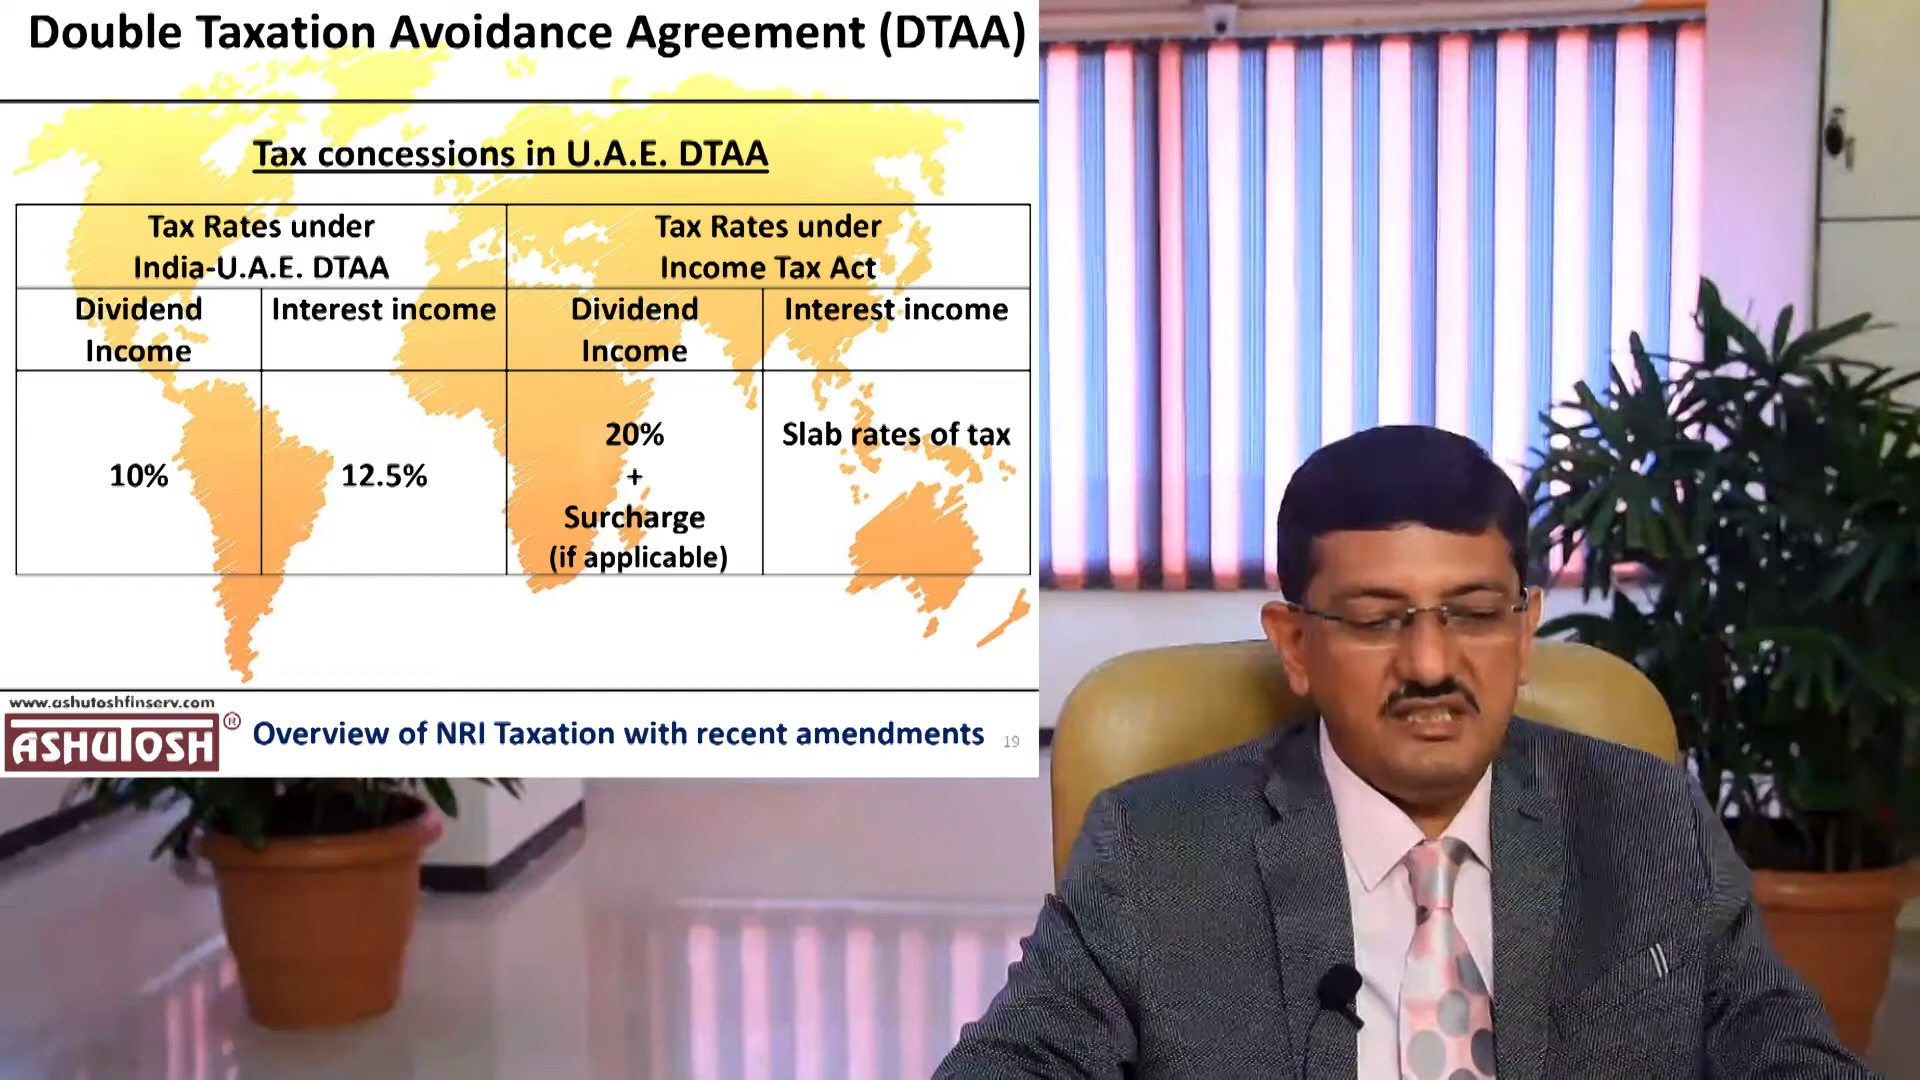 Double Taxation Avoidance Agreement (DTAA)
Tax concessions in U.A.E. DTAA
Tax Rates under
India-U.A.E. DTAA
Tax Rates under
Income Tax Act
Dividend
Income
Interest income
Dividend
Income
Interest income
10%
12.5%
20%
+
Surcharge
(if applicable)
Slab rates of tax
www.ashutoshfinserv.com
ASHUTOSH ®
Overview of NRI Taxation with recent amendments
19